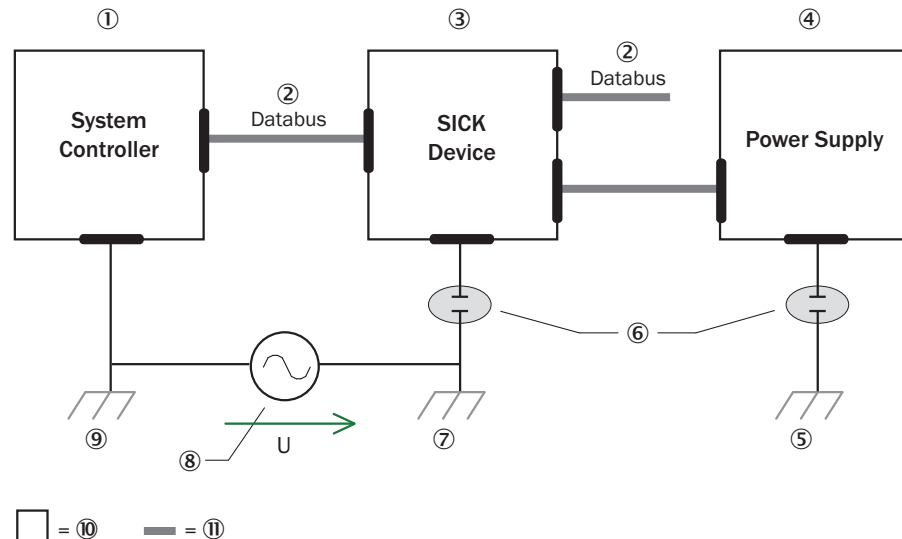 ① ③ ④
② Databus
② Databus
System Controller
SICK Device
Power Supply
⑥
⑨ ⑦ ⑤
⑧ U
= ⑩ = ⑪